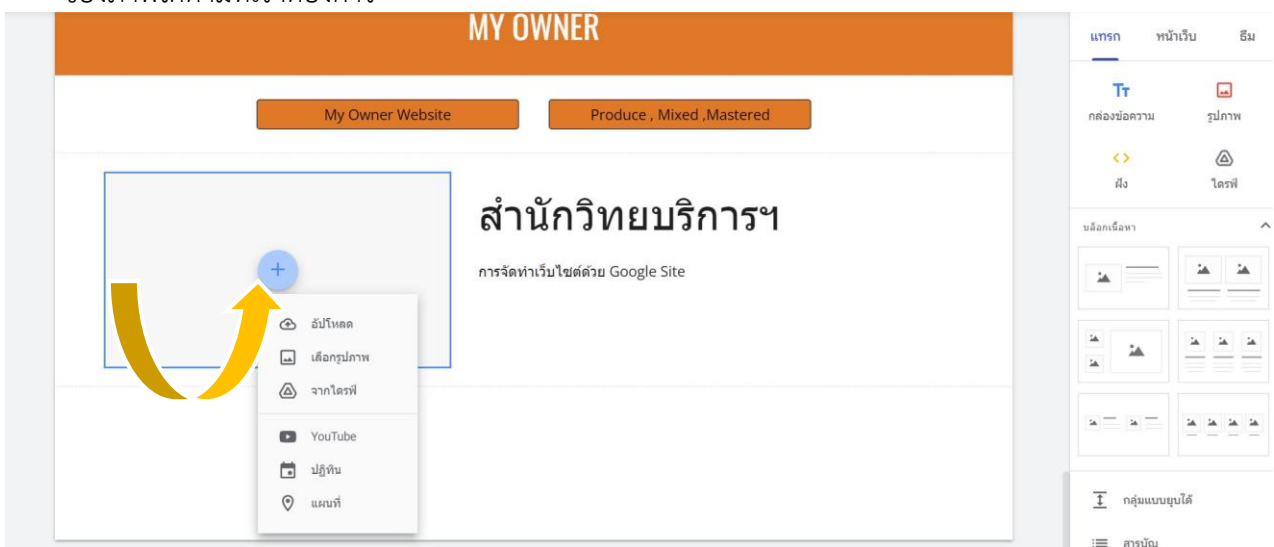 MY OWNER
My Owner Website
Produce , Mixed ,Mastered
สำนักวิทยบริการฯ
การจัดทำเว็บไซต์ด้วย Google Site
อัปโหลด
เลือกรูปภาพ
จากไดรฟ์
YouTube
ปฏิทิน
แผนที่
แทรก หน้าเว็บ ธีม
Tт
กล่องข้อความ รูปภาพ
ฝัง ไดรฟ์
บล็อกเนื้อหา
กลุ่มแบบยุบได้
สารบัญ